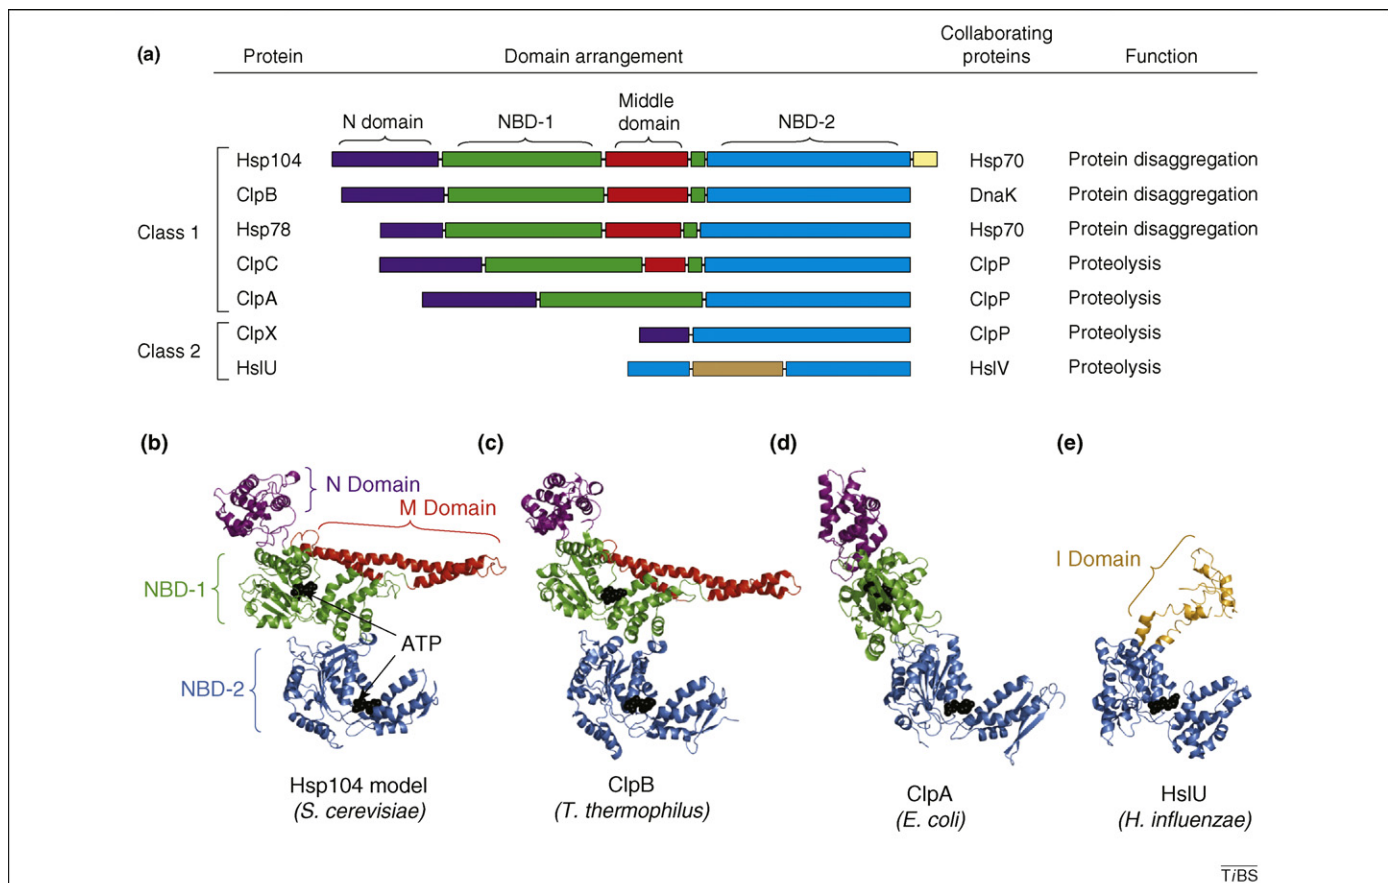 (a)
Protein
Domain arrangement
Collaborating
proteins
Function
N domain
NBD-1
Middle
domain
NBD-2
Class 1
Hsp104
Hsp70
Protein disaggregation
ClpB
DnaK
Protein disaggregation
Hsp78
Hsp70
Protein disaggregation
ClpC
ClpP
Proteolysis
ClpA
ClpP
Proteolysis
Class 2
ClpX
ClpP
Proteolysis
HslU
HslV
Proteolysis
(b)
N Domain
M Domain
NBD-1
ATP
NBD-2
Hsp104 model
(S. cerevisiae)
(c)
ClpB
(T. thermophilus)
(d)
ClpA
(E. coli)
(e)
I Domain
HslU
(H. influenzae)
TiBS